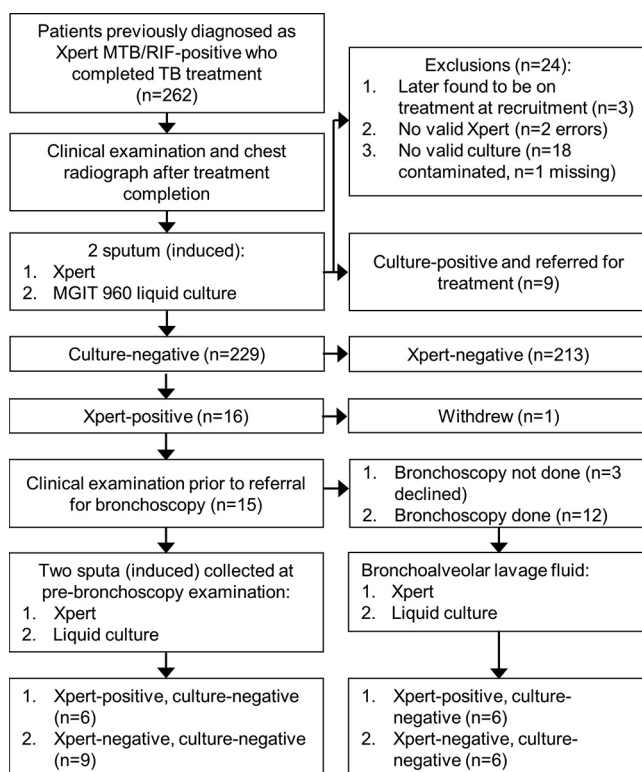 Patients previously diagnosed as
Xpert MTB/RIF-positive who
completed TB treatment
(n=262)
Exclusions (n=24):
1. Later found to be on
treatment at recruitment (n=3)
2. No valid Xpert (n=2 errors)
3. No valid culture (n=18
contaminated, n=1 missing)
Clinical examination and chest
radiograph after treatment
completion
2 sputum (induced):
1. Xpert
2. MGIT 960 liquid culture
Culture-positive and referred for
treatment (n=9)
Culture-negative (n=229)
Xpert-negative (n=213)
Xpert-positive (n=16)
Withdrew (n=1)
Clinical examination prior to referral
for bronchoscopy (n=15)
1. Bronchoscopy not done (n=3
declined)
2. Bronchoscopy done (n=12)
Two sputa (induced) collected at
pre-bronchoscopy examination:
1. Xpert
2. Liquid culture
Bronchoalveolar lavage fluid:
1. Xpert
2. Liquid culture
1. Xpert-positive, culture-negative
(n=6)
2. Xpert-negative, culture-negative
(n=9)
1. Xpert-positive, culture-
negative (n=6)
2. Xpert-negative, culture-
negative (n=6)